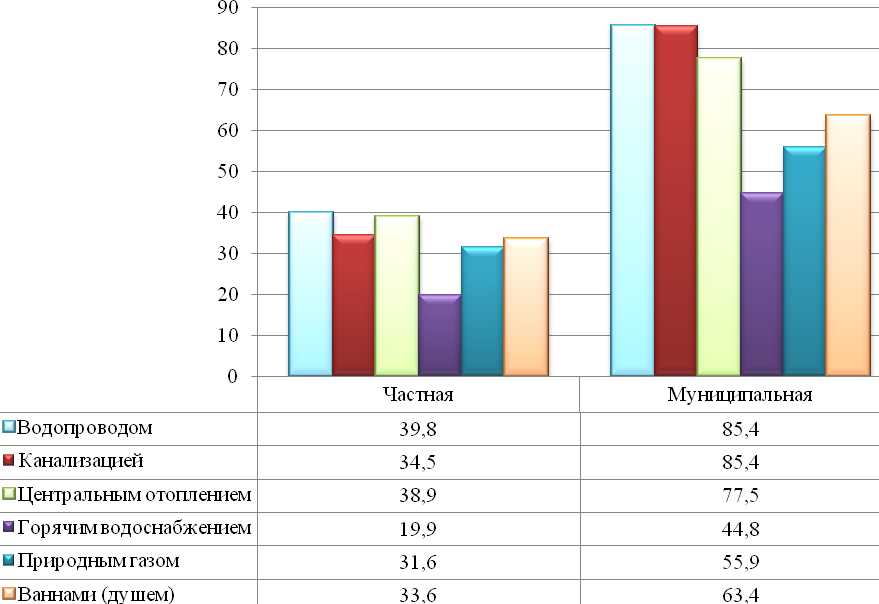 90
80
70
60
50
40
30
20
10
0
Частная Муниципальная
Водопроводом 39,8 85,4
Канализацией 34,5 85,4
Центральным отоплением 38,9 77,5
Горячим водоснабжением 19,9 44,8
Природным газом 31,6 55,9
Ваннами (душем) 33,6 63,4